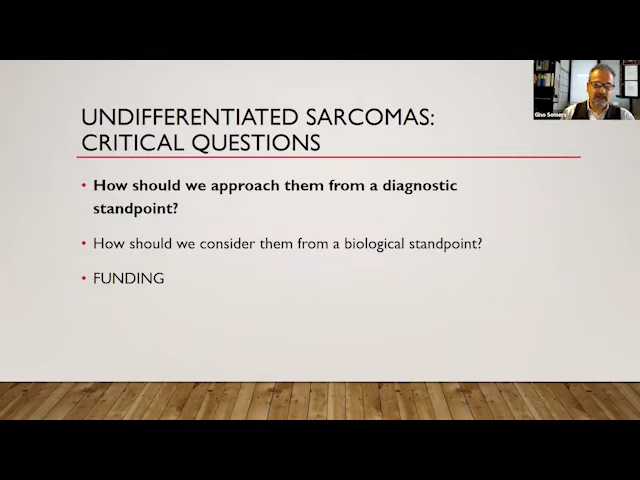 UNDIFFERENTIATED SARCOMAS:
CRITICAL QUESTIONS
• How should we approach them from a diagnostic
standpoint?
• How should we consider them from a biological standpoint?
• FUNDING
Gino Somers